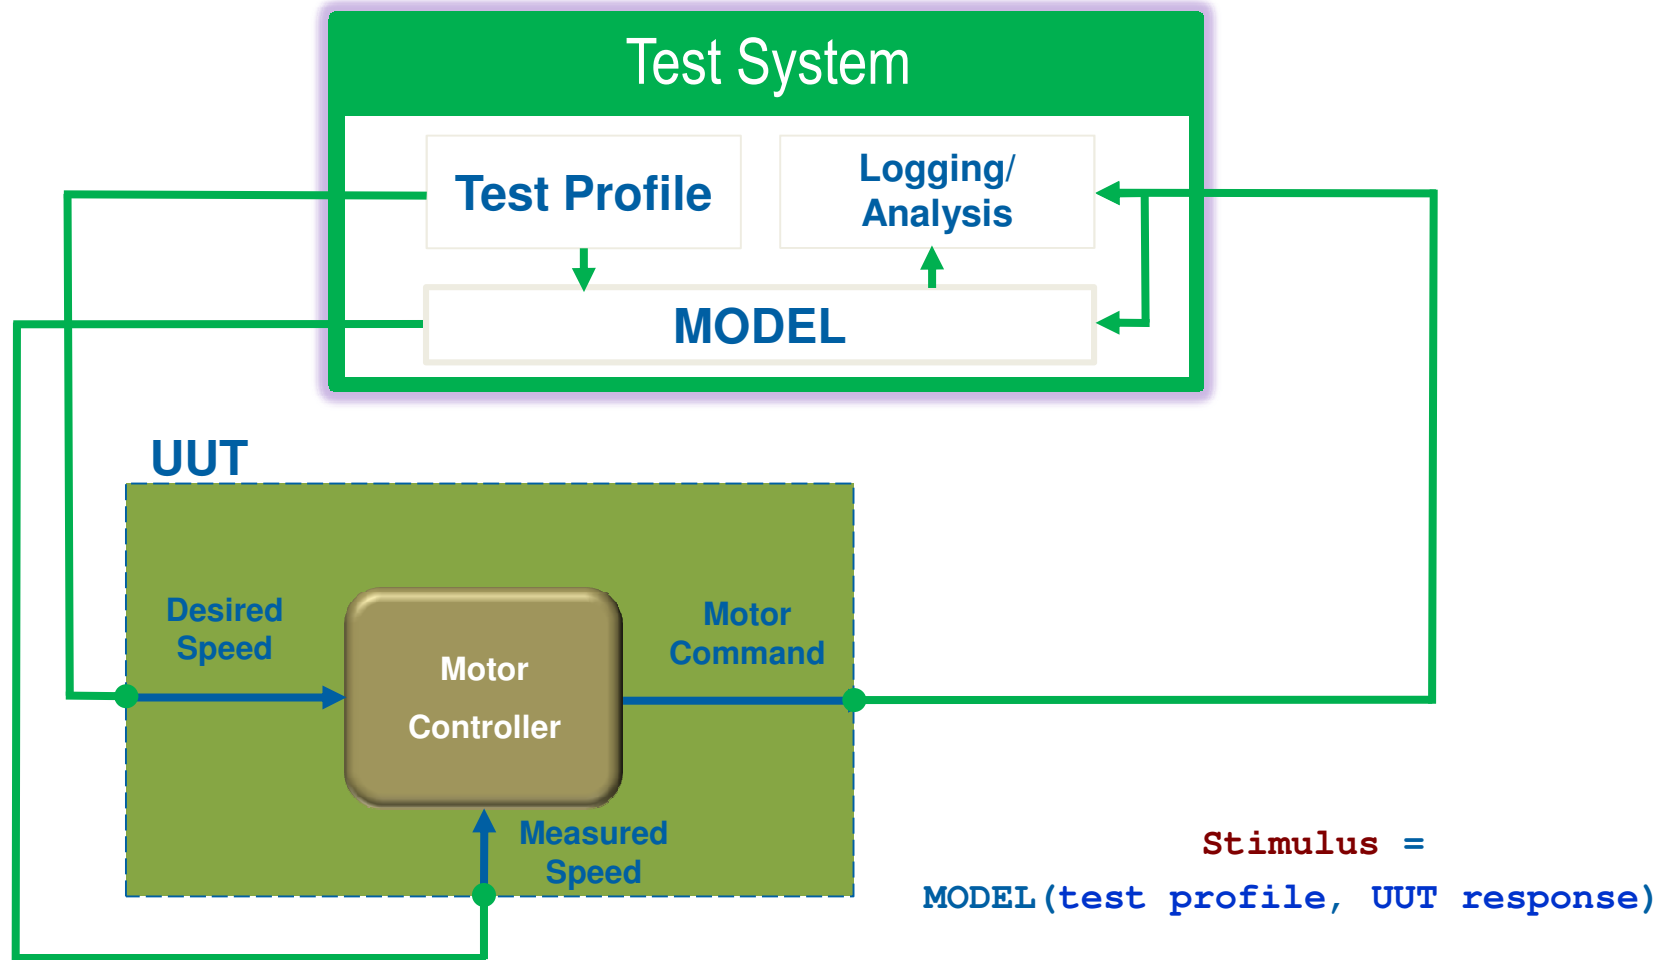 Test System
Test Profile
Logging/
Analysis
MODEL
UUT
Desired
Speed
Motor
Controller
Motor
Command
Measured
Speed
Stimulus =
MODEL(test profile, UUT response)